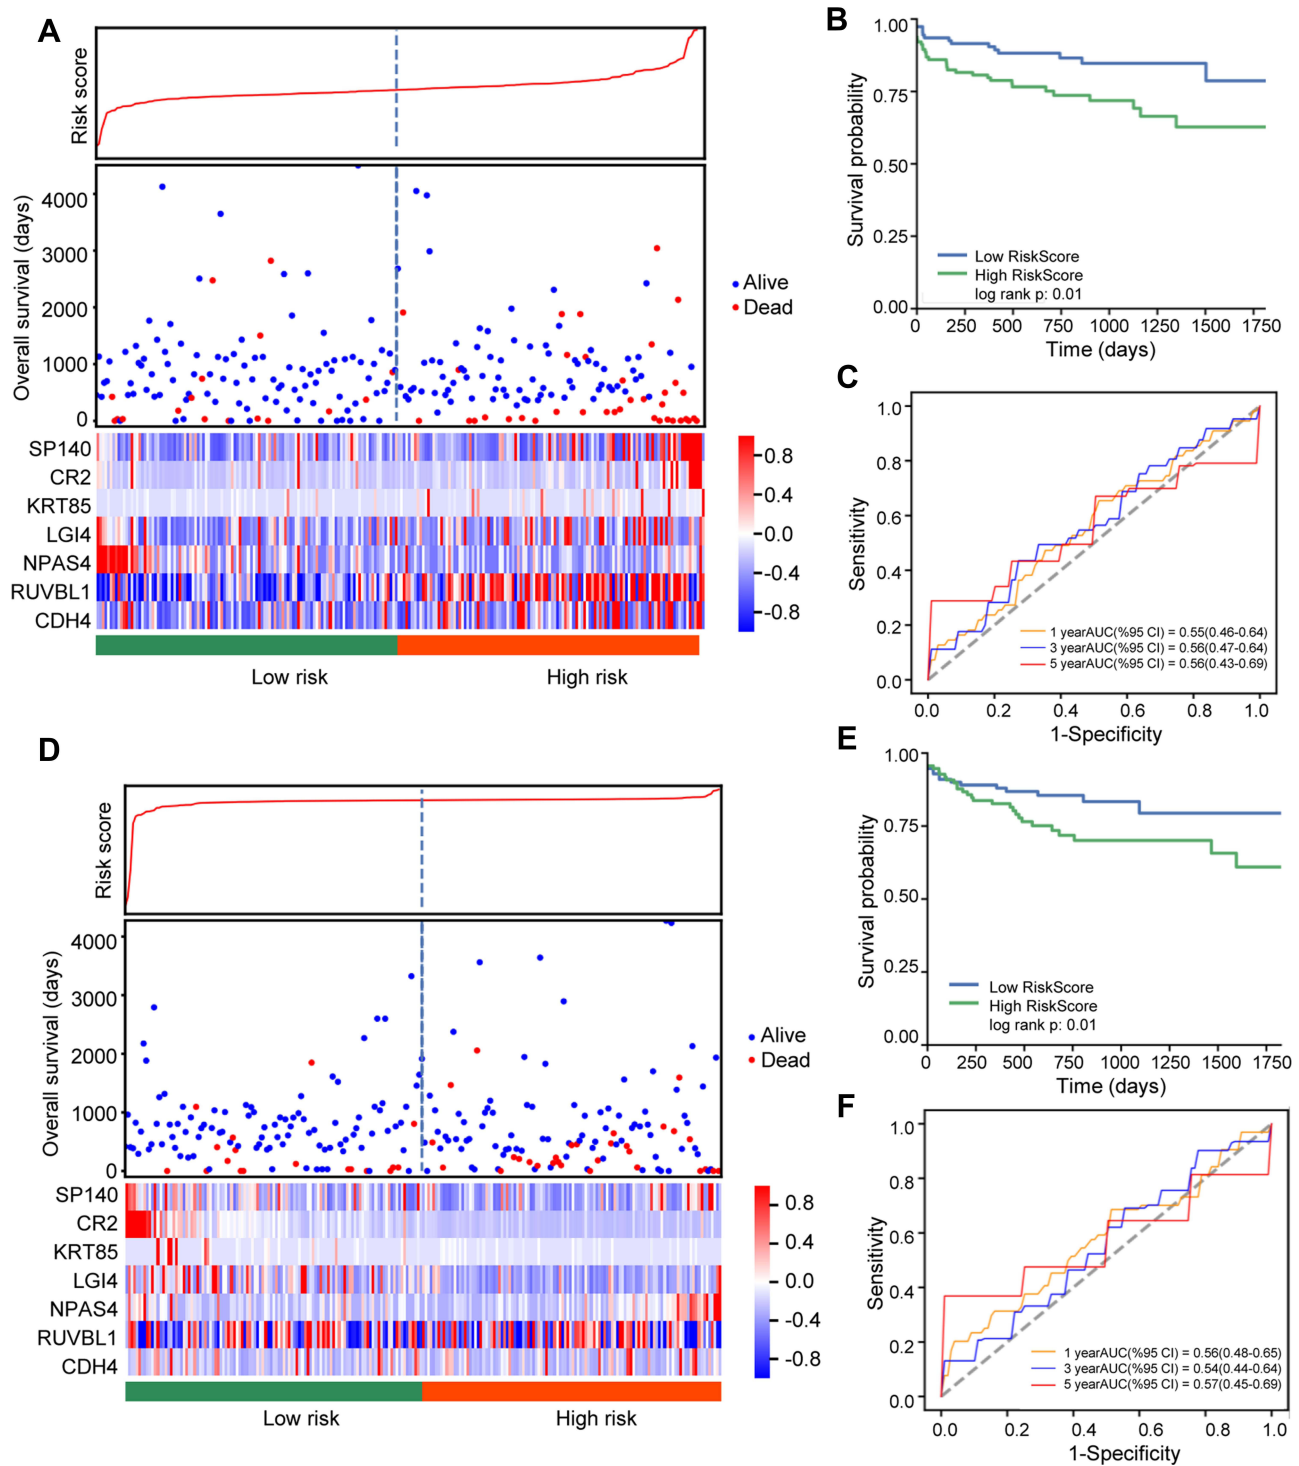 A
Risk score
Overall survival (days)
4000
3000
2000
1000
0
Alive
Dead
SP140
CR2
KRT85
LGI4
NPAS4
RUVBL1
CDH4
0.8
0.4
0.0
-0.4
-0.8
Low risk
High risk
B
Survival probability
1.00
0.75
0.50
0.25
0.00
Low RiskScore
High RiskScore
log rank p: 0.01
0 250 500 750 1000 1250 1500 1750
Time (days)
C
Sensitivity
1.0
0.8
0.6
0.4
0.2
0.0
1 yearAUC(%95 CI) = 0.55(0.46-0.64)
3 yearAUC(%95 CI) = 0.56(0.47-0.64)
5 yearAUC(%95 CI) = 0.56(0.43-0.69)
0.0 0.2 0.4 0.6 0.8 1.0
1-Specificity
D
Risk score
Overall survival (days)
4000
3000
2000
1000
0
Alive
Dead
SP140
CR2
KRT85
LGI4
NPAS4
RUVBL1
CDH4
0.8
0.4
0.0
-0.4
-0.8
Low risk
High risk
E
Survival probability
1.00
0.75
0.50
0.25
0.00
Low RiskScore
High RiskScore
log rank p: 0.01
0 250 500 750 1000 1250 1500 1750
Time (days)
F
Sensitivity
1.0
0.8
0.6
0.4
0.2
0.0
1 yearAUC(%95 CI) = 0.56(0.48-0.65)
3 yearAUC(%95 CI) = 0.54(0.44-0.64)
5 yearAUC(%95 CI) = 0.57(0.45-0.69)
0.0 0.2 0.4 0.6 0.8 1.0
1-Specificity